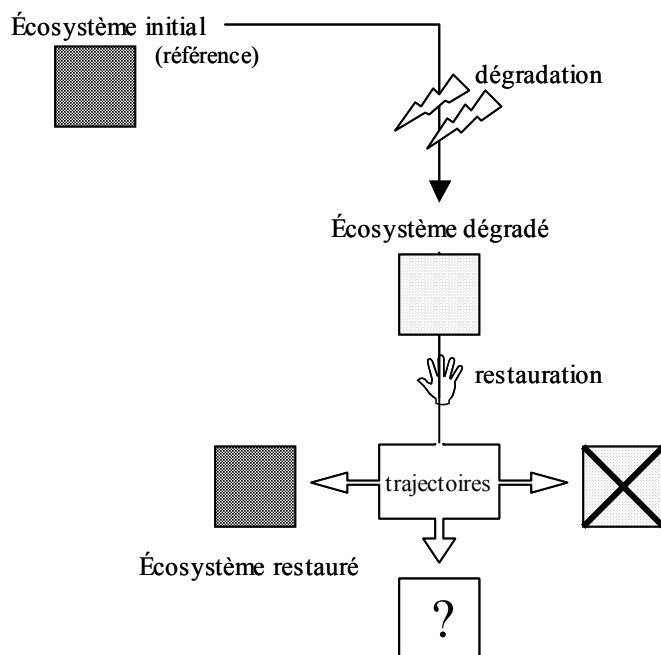 Écosystème initial
(référence)
dégradation
Écosystème dégradé
restauration
trajectoires
Écosystème restauré
?